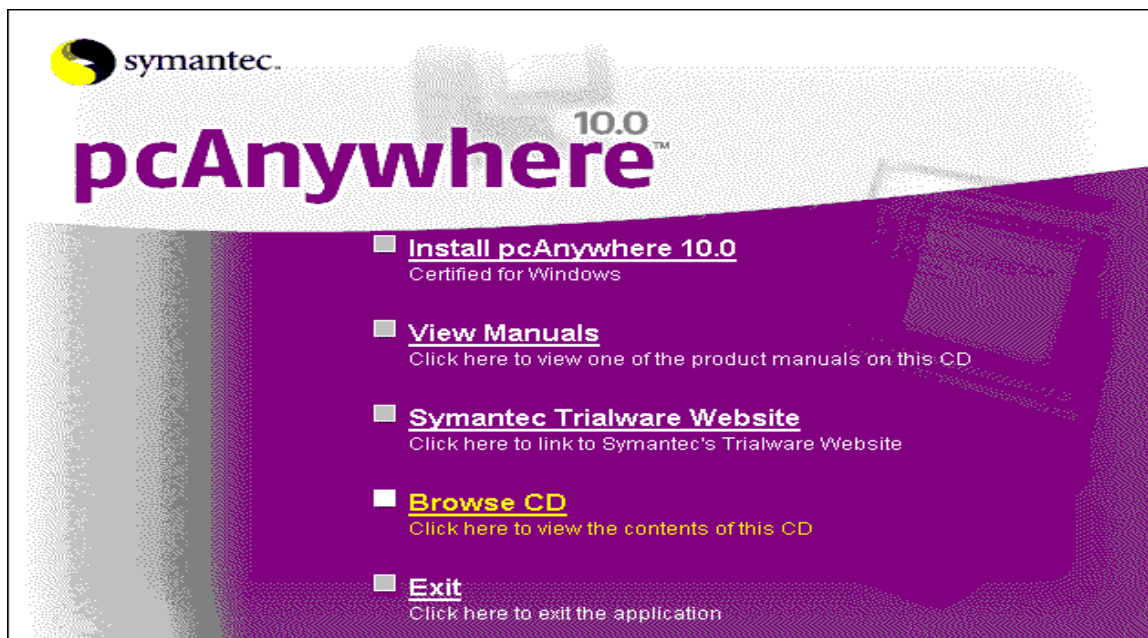 symantec™
10.0
pcAnywhere™
Install pcAnywhere 10.0
Certified for Windows
View Manuals
Click here to view one of the product manuals on this CD
Symantec Trialware Website
Click here to link to Symantec's Trialware Website
Browse CD
Click here to view the contents of this CD
Exit
Click here to exit the application